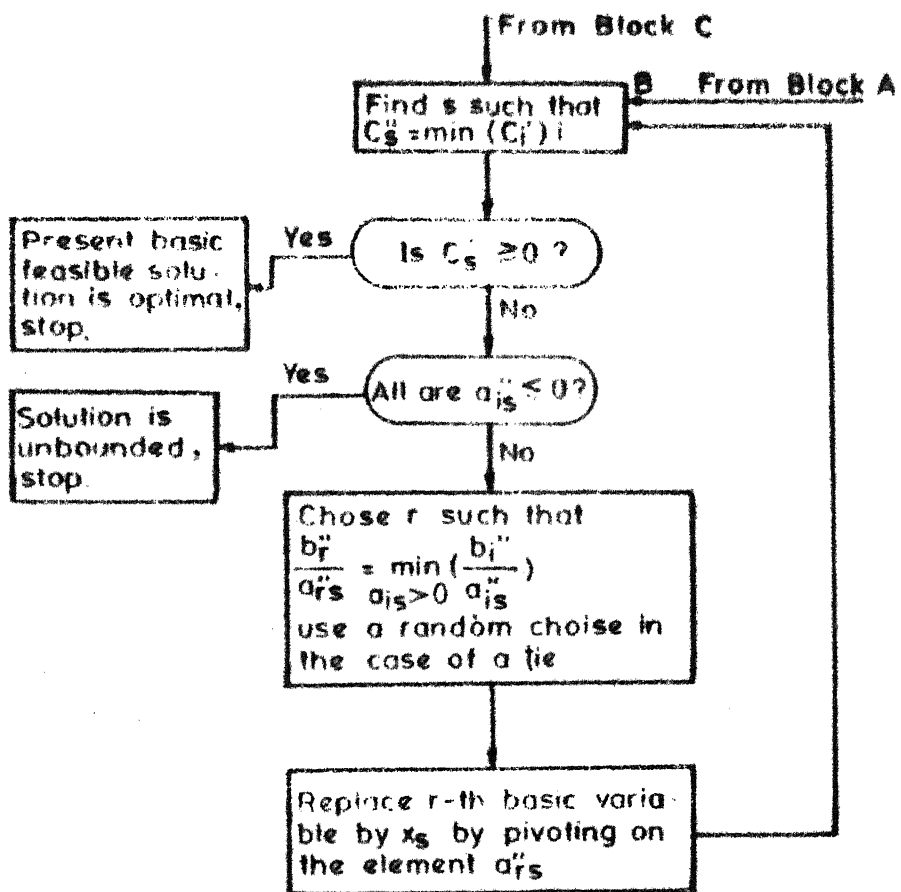 From Block C
B From Block A
Find s such that
C''s = min (C'i) i
Is C's ≥ 0 ?
Yes
Present basic
feasible solu-
tion is optimal,
stop.
No
All are a''is ≤ 0?
Yes
Solution is
unbounded,
stop.
No
Chose r such that
b''r / a''rs = min (bi'' / a''is)
ais>0
use a random choise in
the case of a tie
Replace r-th basic varia-
ble by xs by pivoting on
the element a''rs